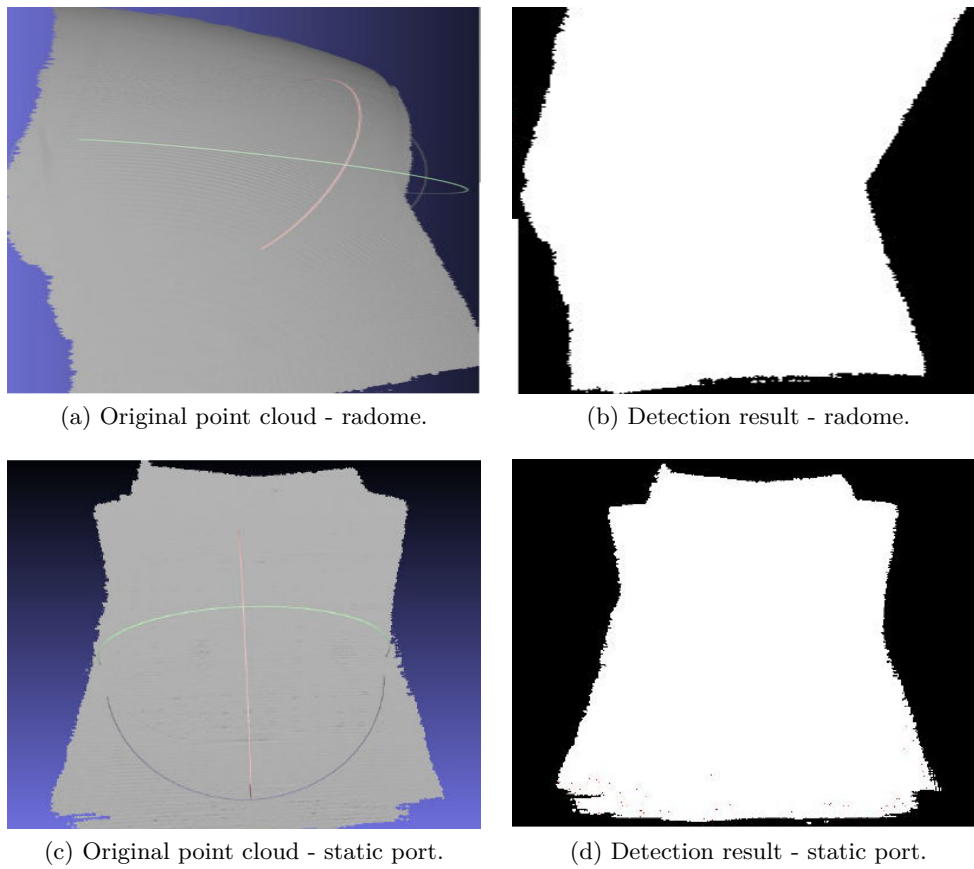 (a) Original point cloud - radome.
(b) Detection result - radome.
(c) Original point cloud - static port.
(d) Detection result - static port.